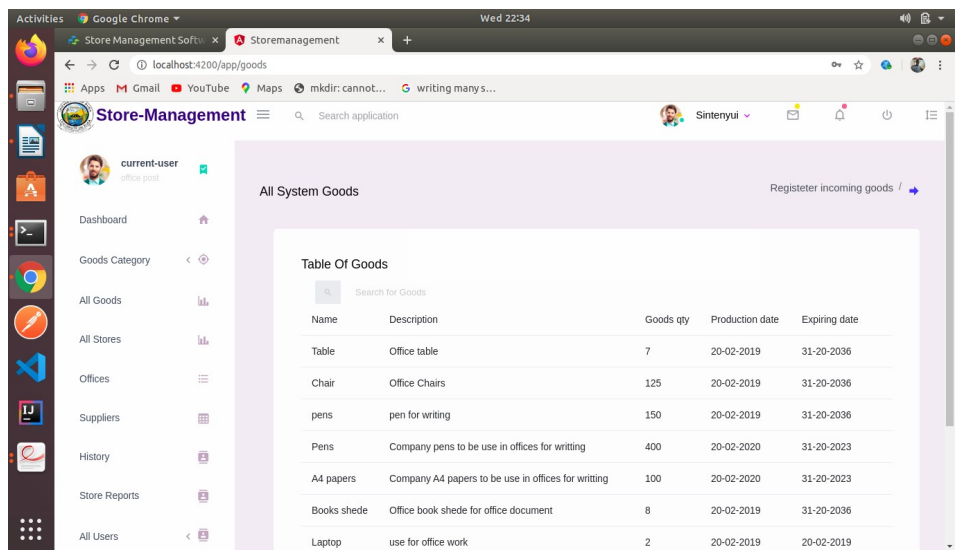 Activities Google Chrome Wed 22:34
Store Management Softw Storemanagement
localhost:4200/app/goods
Apps Gmail YouTube Maps mkdir: cannot... writing many s...
Store-Management Search application Sintenyui
current-user
office post
All System Goods Registeter incoming goods /
Dashboard
Goods Category
All Goods
All Stores
Offices
Suppliers
History
Store Reports
All Users
Table Of Goods
Search for Goods
Name Description Goods qty Production date Expiring date
Table Office table 7 20-02-2019 31-20-2036
Chair Office Chairs 125 20-02-2019 31-20-2036
pens pen for writing 150 20-02-2019 31-20-2036
Pens Company pens to be use in offices for writting 400 20-02-2020 31-20-2023
A4 papers Company A4 papers to be use in offices for writting 100 20-02-2020 31-20-2023
Books shede Office book shede for office document 8 20-02-2019 31-20-2036
Laptop use for office work 2 20-02-2019 20-02-2019